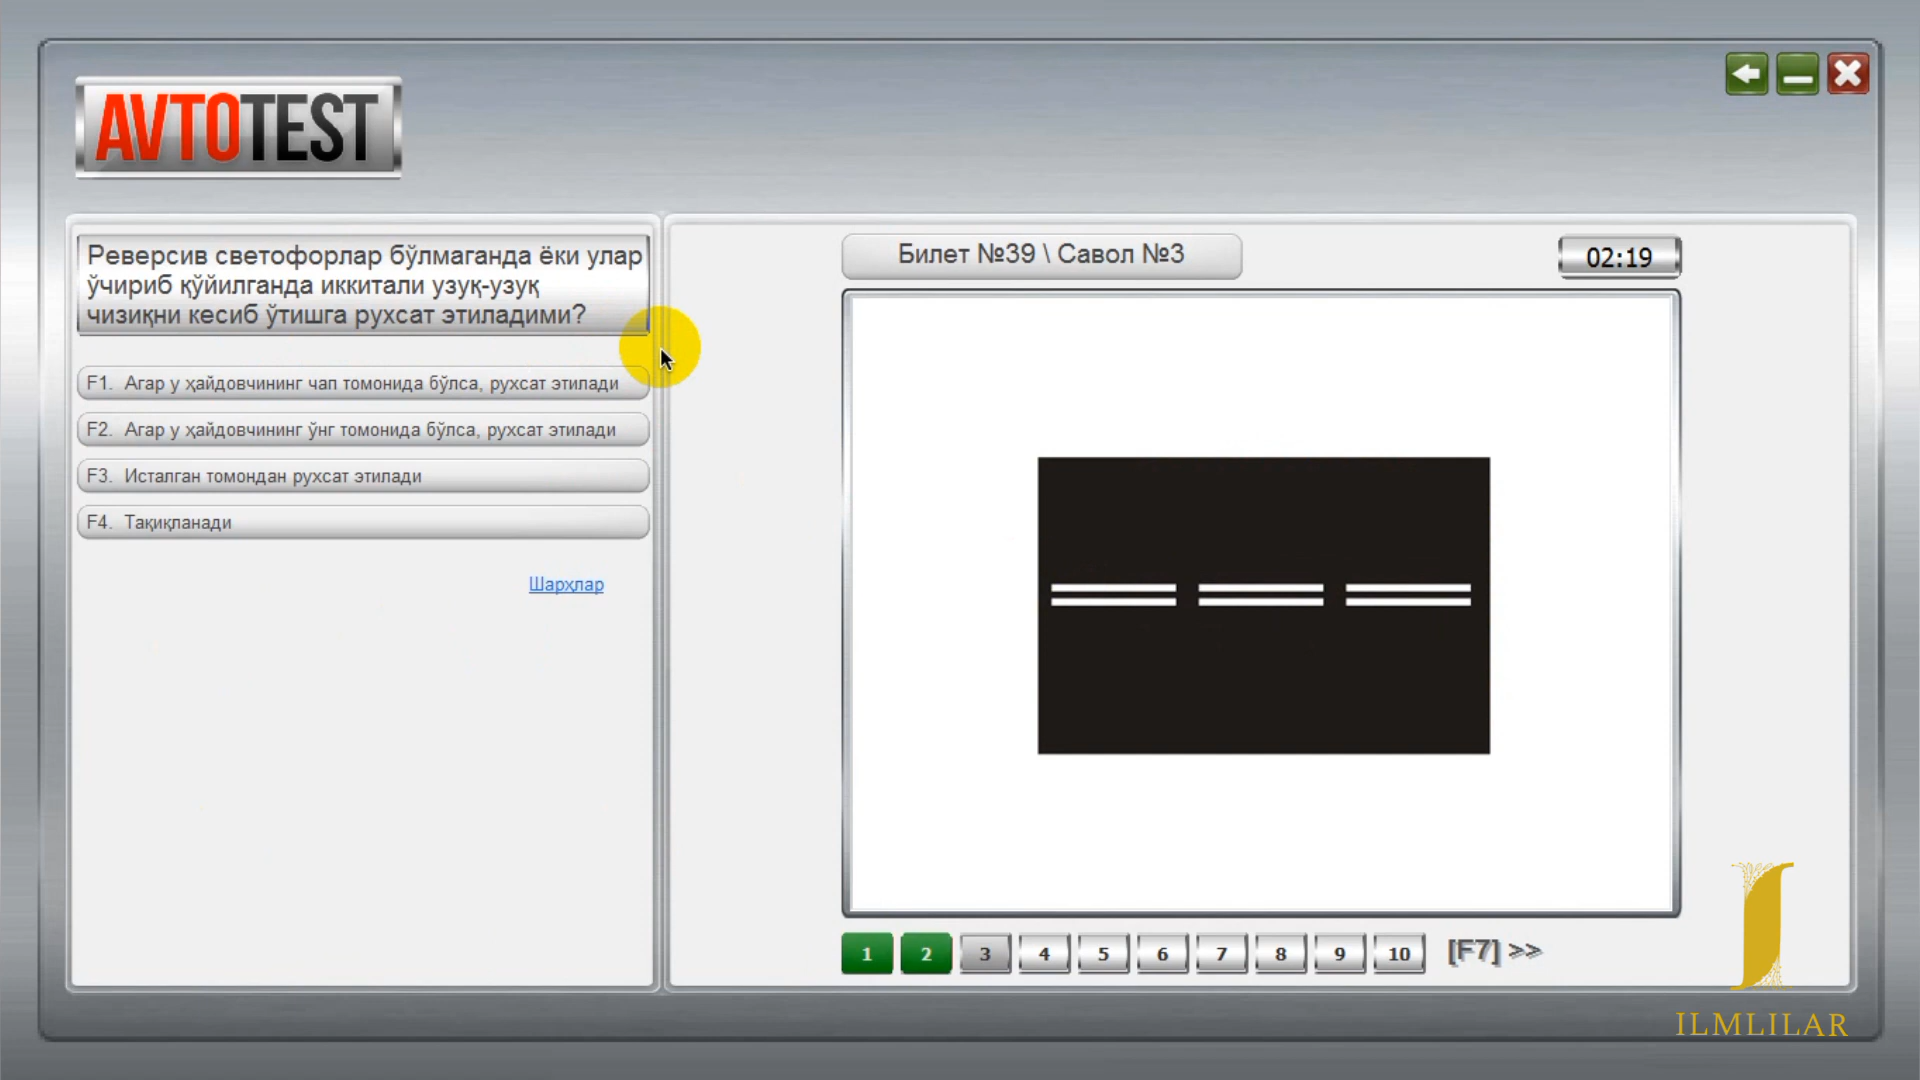 AVTOTEST
Реверсив светофорлар бўлмаганда ёки улар
ўчириб қўйилганда иккитали узуқ-узуқ
чизиқни кесиб ўтишга рухсат этиладими?
F1. Агар у ҳайдовчининг чап томонида бўлса, рухсат этилади
F2. Агар у ҳайдовчининг ўнг томонида бўлса, рухсат этилади
F3. Исталган томондан рухсат этилади
F4. Тақиқланади
Шарҳлар
Билет №39 \ Савол №3
02:19
1 2 3 4 5 6 7 8 9 10 [F7] >>
ILMLILAR